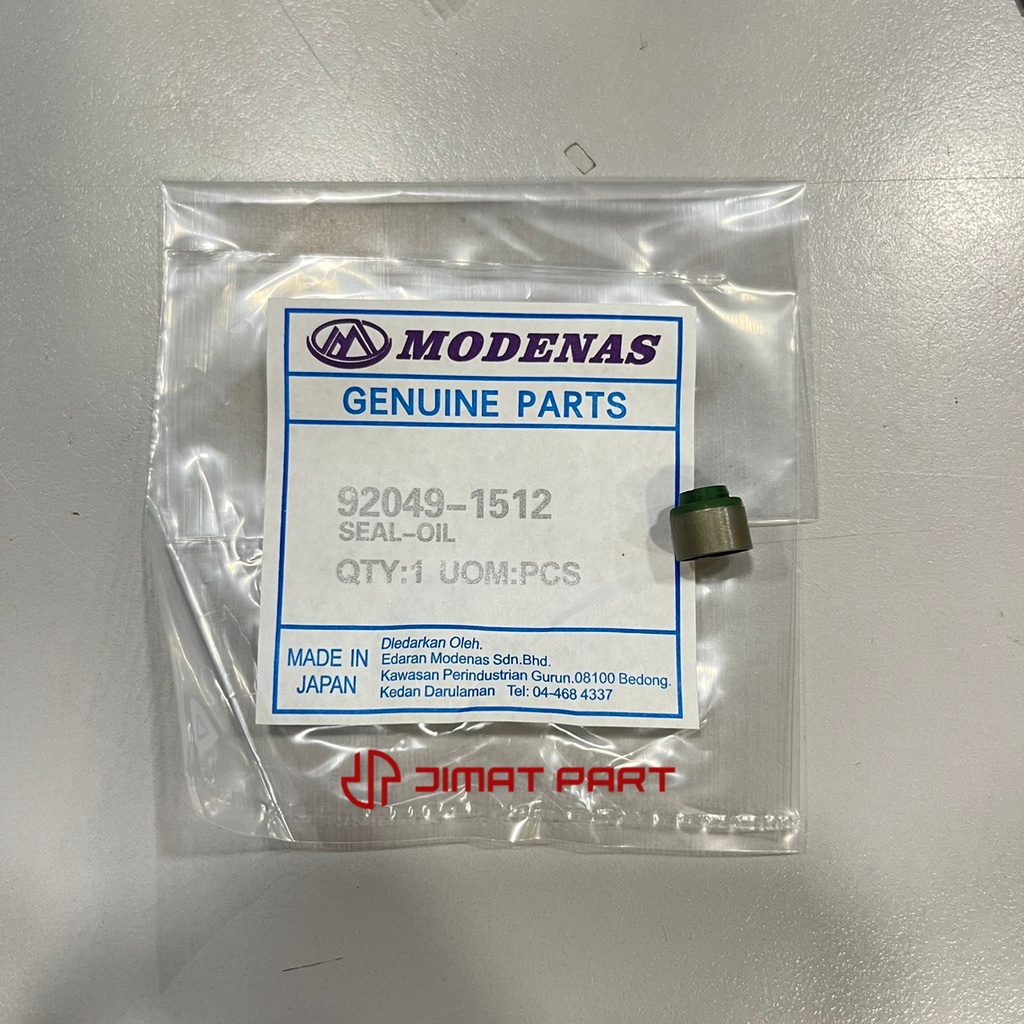 MODENAS
GENUINE PARTS
92049-1512
SEAL-OIL
QTY:1 UOM:PCS
MADE IN
JAPAN
Dledarkan Oleh.
Edaran Modenas Sdn.Bhd.
Kawasan Perindustrian Gurun.08100 Bedong.
Kedan Darulaman Tel: 04-468 4337
JIMAT PART